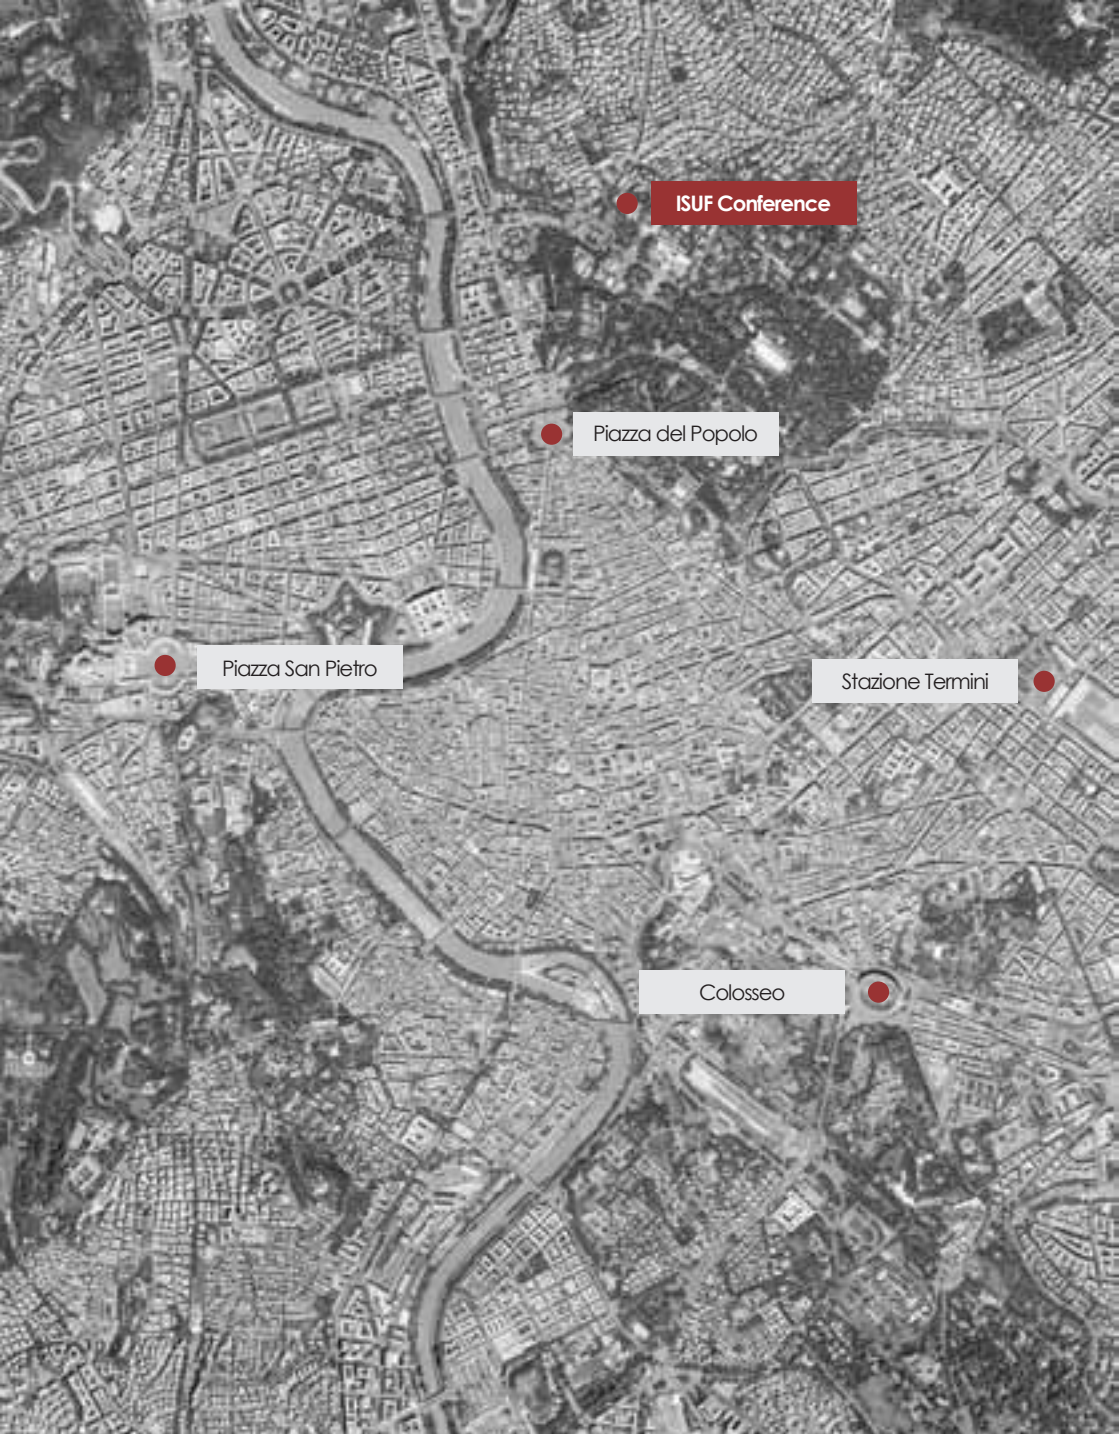 ISUF Conference
Piazza del Popolo
Piazza San Pietro
Stazione Termini
Colosseo